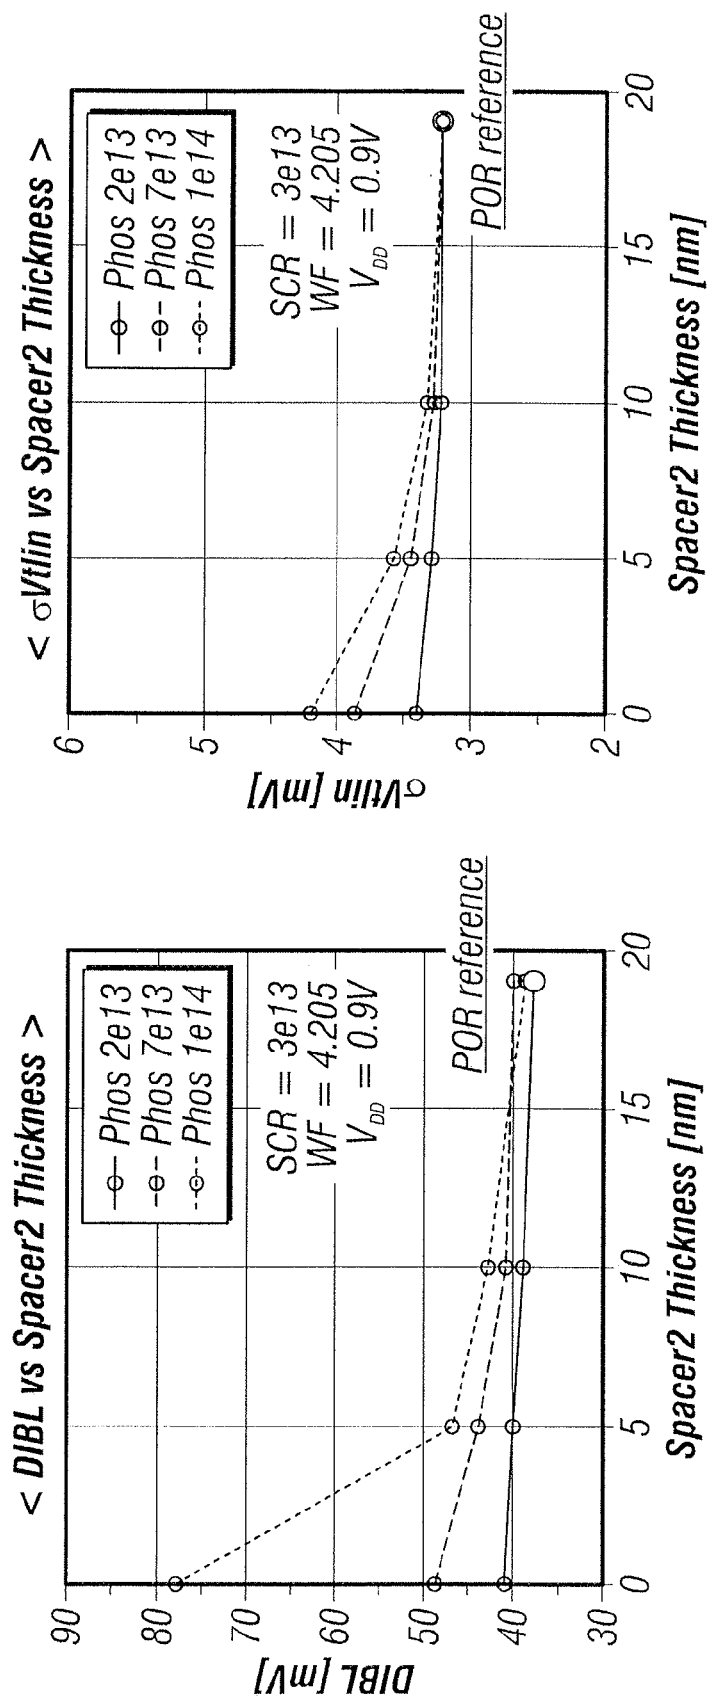 < DIBL vs Spacer2 Thickness >
Phos 2e13
Phos 7e13
Phos 1e14
SCR = 3e13
WF = 4.205
VDD = 0.9V
POR reference
DIBL [mV]
90
80
70
60
50
40
30
0
5
10
15
20
Spacer2 Thickness [nm]
< σVtlin vs Spacer2 Thickness >
Phos 2e13
Phos 7e13
Phos 1e14
SCR = 3e13
WF = 4.205
VDD = 0.9V
POR reference
σVtlin [mV]
6
5
4
3
2
0
5
10
15
20
Spacer2 Thickness [nm]